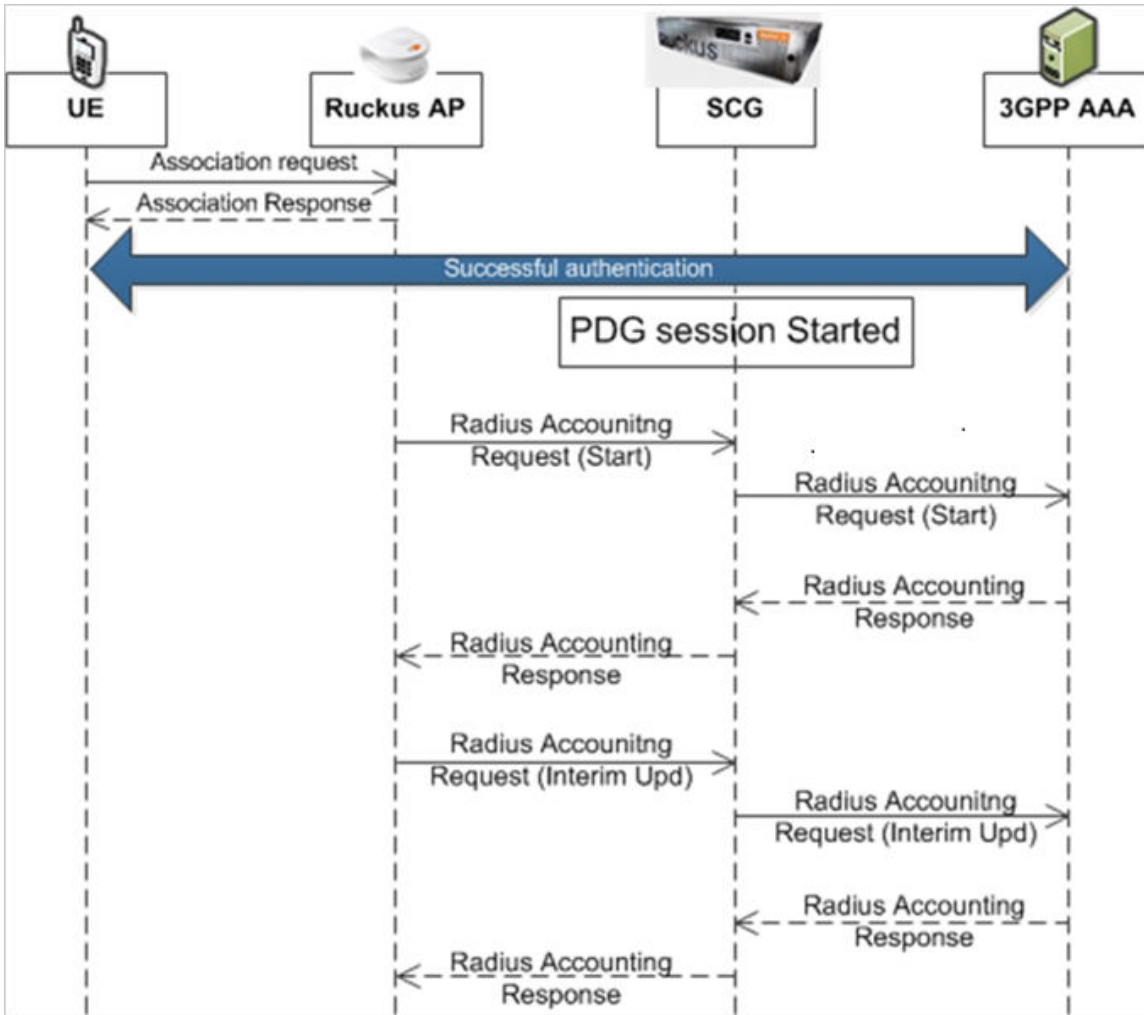 RUCKUS
UE
Ruckus AP
SCG
3GPP AAA
Association request
Association Response
Successful authentication
PDG session Started
Radius Accounitng
Request (Start)
Radius Accounitng
Request (Start)
Radius Accounting
Response
Radius Accounting
Response
Radius Accounitng
Request (Interim Upd)
Radius Accounitng
Request (Interim Upd)
Radius Accounting
Response
Radius Accounting
Response